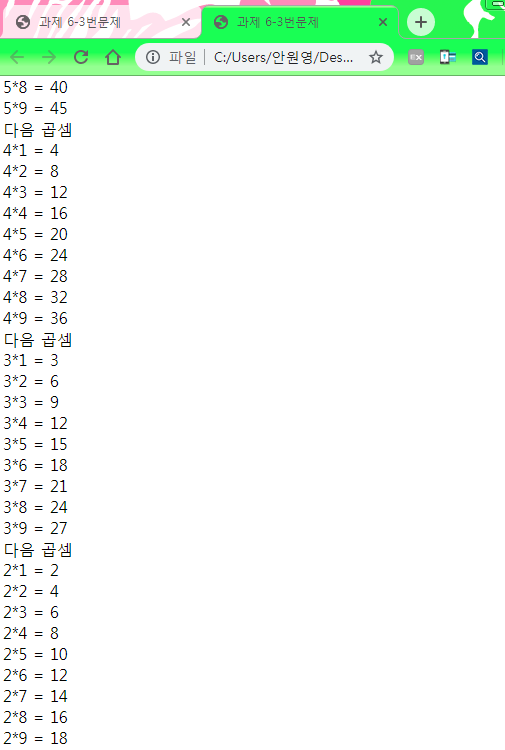 과제 6-3번문제
과제 6-3번문제
파일 C:/Users/안원영/Des...
5*8 = 40
5*9 = 45
다음 곱셈
4*1 = 4
4*2 = 8
4*3 = 12
4*4 = 16
4*5 = 20
4*6 = 24
4*7 = 28
4*8 = 32
4*9 = 36
다음 곱셈
3*1 = 3
3*2 = 6
3*3 = 9
3*4 = 12
3*5 = 15
3*6 = 18
3*7 = 21
3*8 = 24
3*9 = 27
다음 곱셈
2*1 = 2
2*2 = 4
2*3 = 6
2*4 = 8
2*5 = 10
2*6 = 12
2*7 = 14
2*8 = 16
2*9 = 18